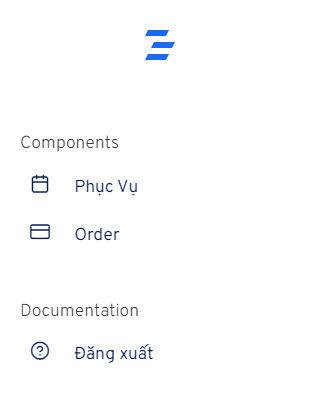 Components
Phục Vụ
Order
Documentation
Đăng xuất